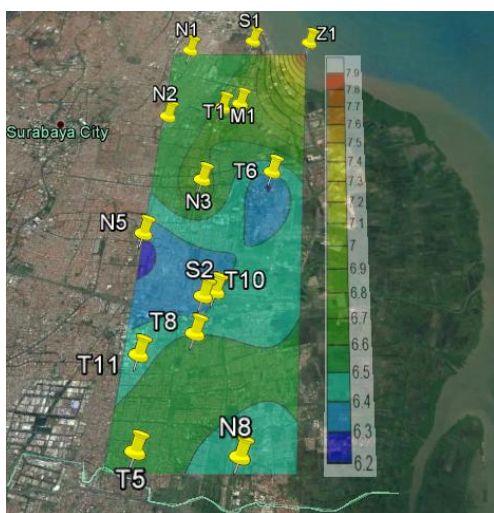 N1
S1
Z1
N2
T1
M1
Surabaya City
T6
N3
N5
S2
T10
T8
T11
T5
N8
7.9
7.8
7.7
7.6
7.5
7.4
7.3
7.2
7.1
7
6.9
6.8
6.7
6.6
6.5
6.4
6.3
6.2